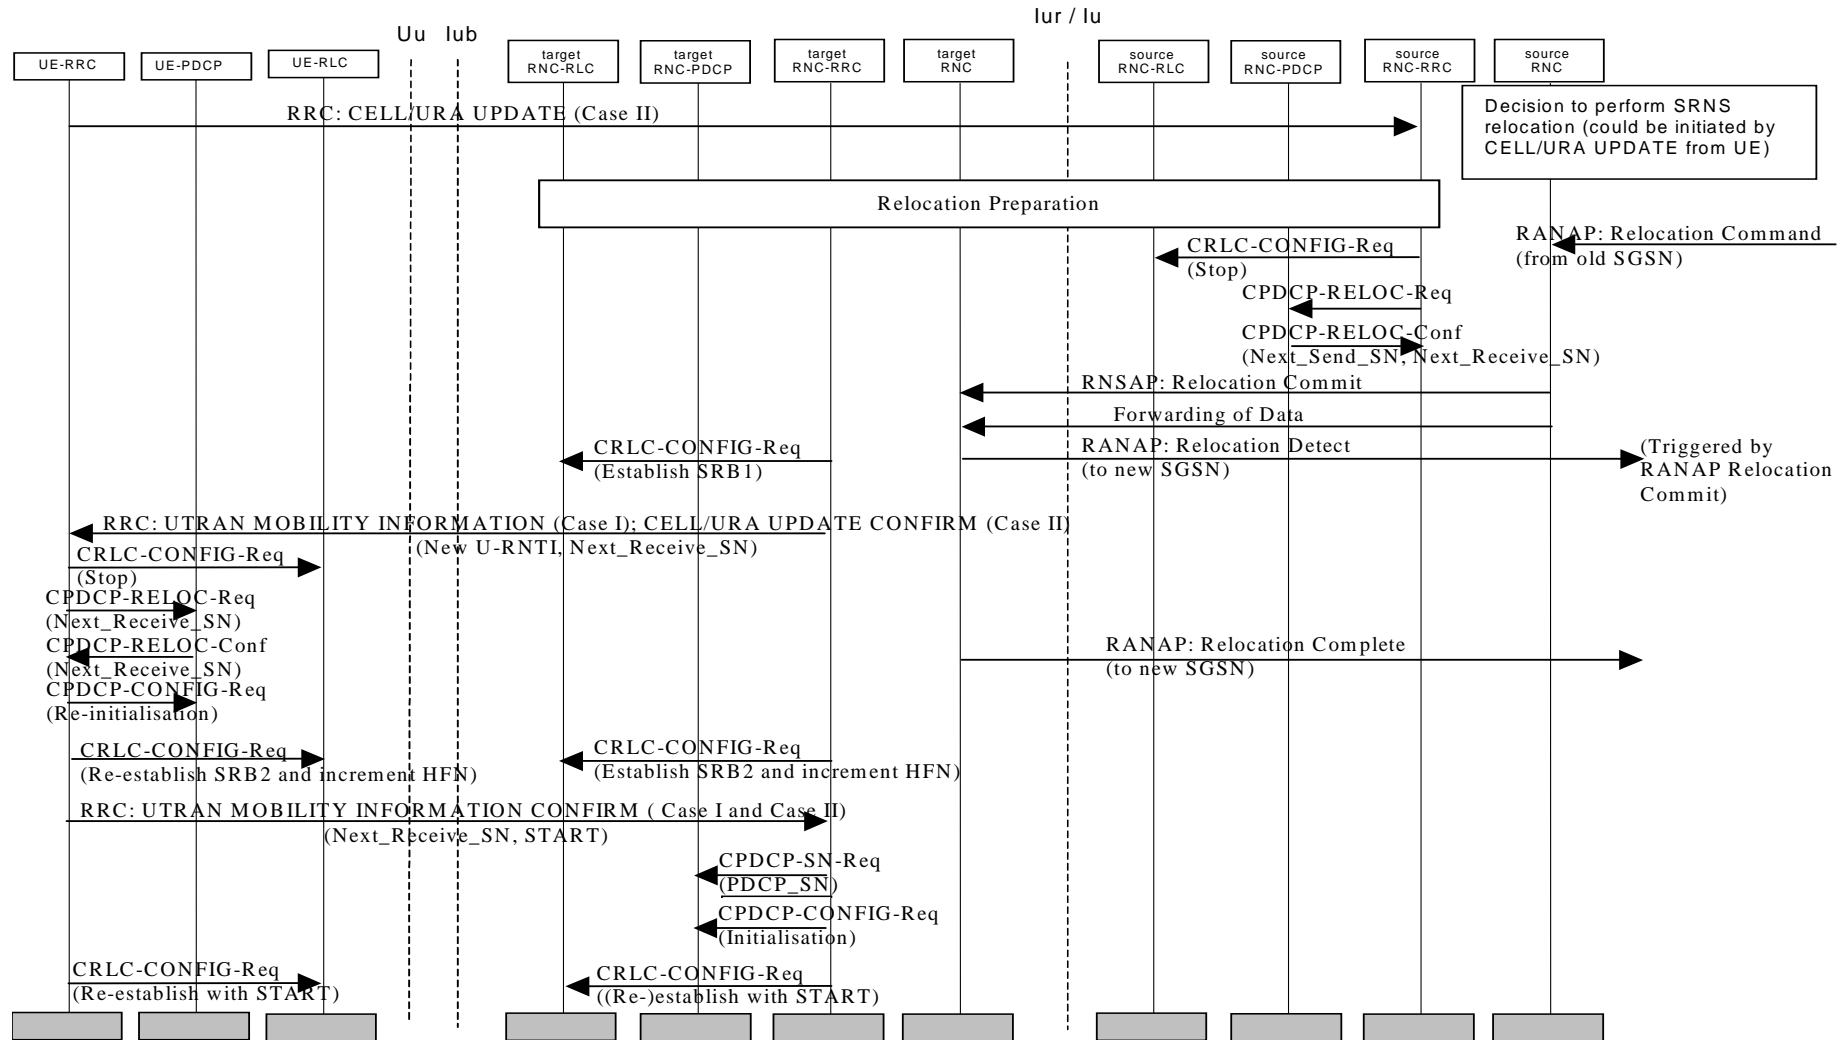 Iur / Iu
Uu Iub
UE-RRC
UE-PDCP
UE-RLC
target
RNC-RLC
target
RNC-PDCP
target
RNC-RRC
target
RNC
source
RNC-RLC
source
RNC-PDCP
source
RNC-RRC
source
RNC
RRC: CELL/URA UPDATE (Case II)
Decision to perform SRNS
relocation (could be initiated by
CELL/URA UPDATE from UE)
Relocation Preparation
RANAP: Relocation Command
(from old SGSN)
CRLC-CONFIG-Req
(Stop)
CPDCP-RELOC-Req
CPDCP-RELOC-Conf
(Next_Send_SN, Next_Receive_SN)
RNSAP: Relocation Commit
Forwarding of Data
CRLC-CONFIG-Req
(Establish SRB1)
RANAP: Relocation Detect
(to new SGSN)
(Triggered by
RANAP Relocation
Commit)
RRC: UTRAN MOBILITY INFORMATION (Case I); CELL/URA UPDATE CONFIRM (Case II)
(New U-RNTI, Next_Receive_SN)
CRLC-CONFIG-Req
(Stop)
CPDCP-RELOC-Req
(Next_Receive_SN)
CPDCP-RELOC-Conf
(Next_Receive_SN)
RANAP: Relocation Complete
(to new SGSN)
CPDCP-CONFIG-Req
(Re-initialisation)
CRLC-CONFIG-Req
(Re-establish SRB2 and increment HFN)
CRLC-CONFIG-Req
(Establish SRB2 and increment HFN)
RRC: UTRAN MOBILITY INFORMATION CONFIRM ( Case I and Case II)
(Next_Receive_SN, START)
CPDCP-SN-Req
(PDCP_SN)
CPDCP-CONFIG-Req
(Initialisation)
CRLC-CONFIG-Req
(Re-establish with START)
CRLC-CONFIG-Req
((Re-)establish with START)